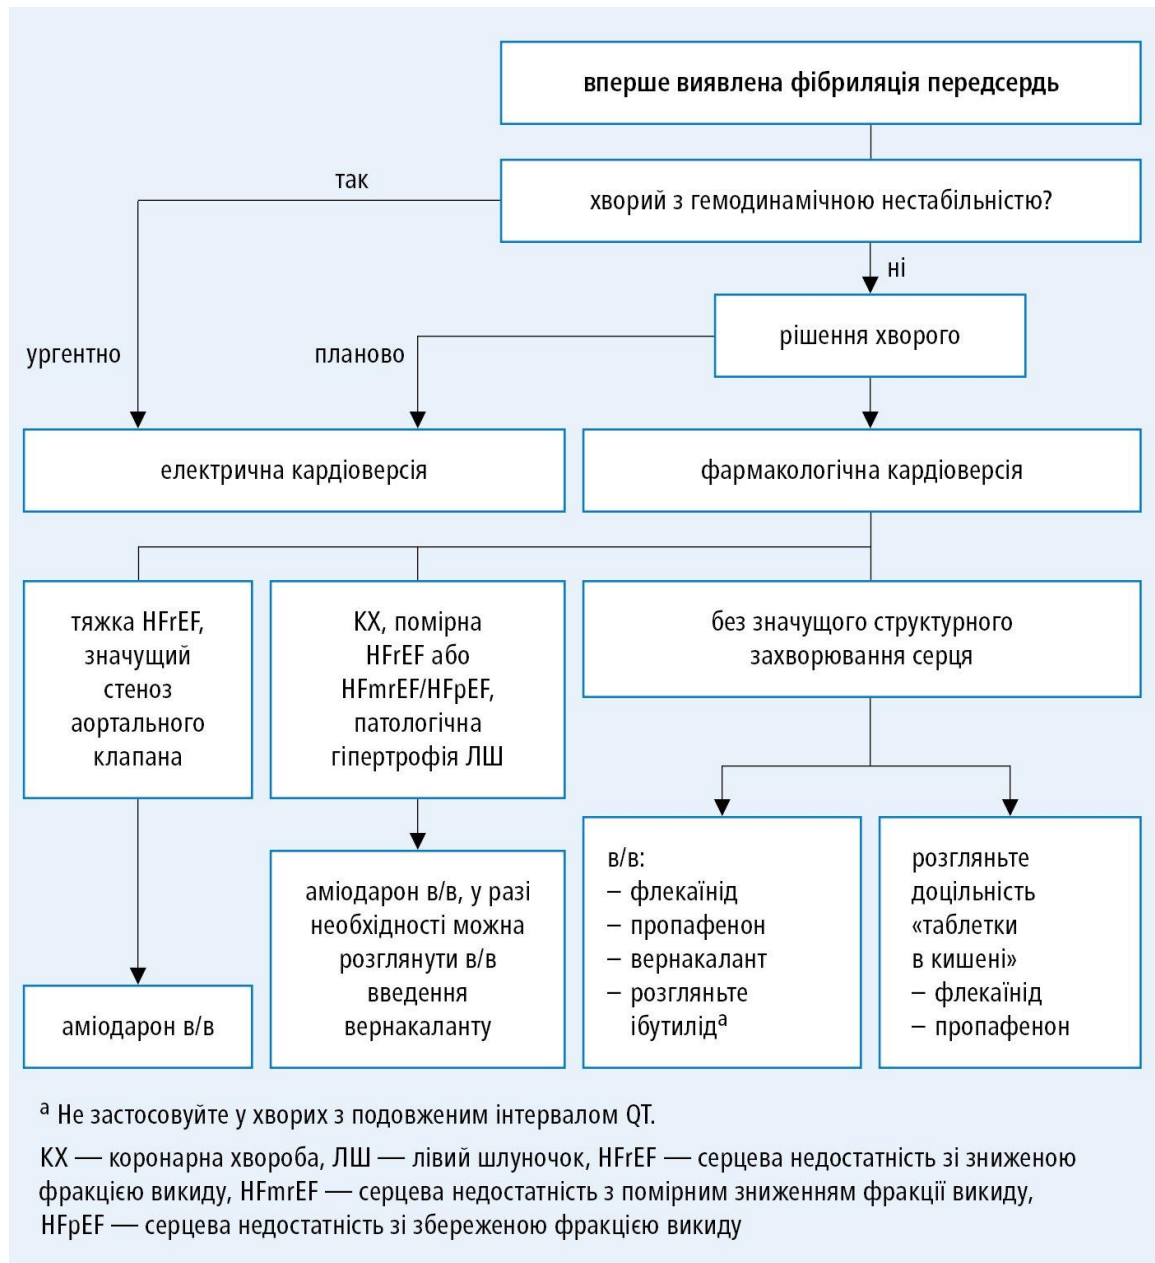 вперше виявлена фібриляція передсердь
так
хворий з гемодинамічною нестабільністю?
ні
рішення хворого
ургентно
планово
електрична кардіоверсія
фармакологічна кардіоверсія
тяжка HFrEF,
значущий
стеноз
аортального
клапана
КХ, помірна
HFrEF або
HFmrEF/HFpEF,
патологічна
гіпертрофія ЛШ
без значущого структурного
захворювання серця
аміодарон в/в
аміодарон в/в, у разі
необхідності можна
розглянути в/в
введення
вернакаланту
в/в:
– флекаїнід
– пропафенон
– вернакалант
– розгляньте
ібутилідª
розгляньте
доцільність
«таблетки
в кишені»
– флекаїнід
– пропафенон
ª Не застосовуйте у хворих з подовженим інтервалом QT.
КХ — коронарна хвороба, ЛШ — лівий шлуночок, HFrEF — серцева недостатність зі зниженою
фракцією викиду, HFmrEF — серцева недостатність з помірним зниженням фракції викиду,
HFpEF — серцева недостатність зі збереженою фракцією викиду